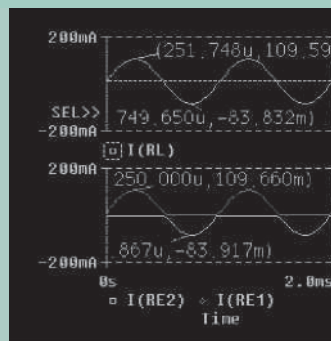 200mA
(251.748u,109.59
SEL>>
749.650u,-83.832m)
-200mA
I(RL)
200mA
250.000u,109.660m)
867u,-83.917m)
-200mA
0s 2.0ms
I(RE2) I(RE1)
Time